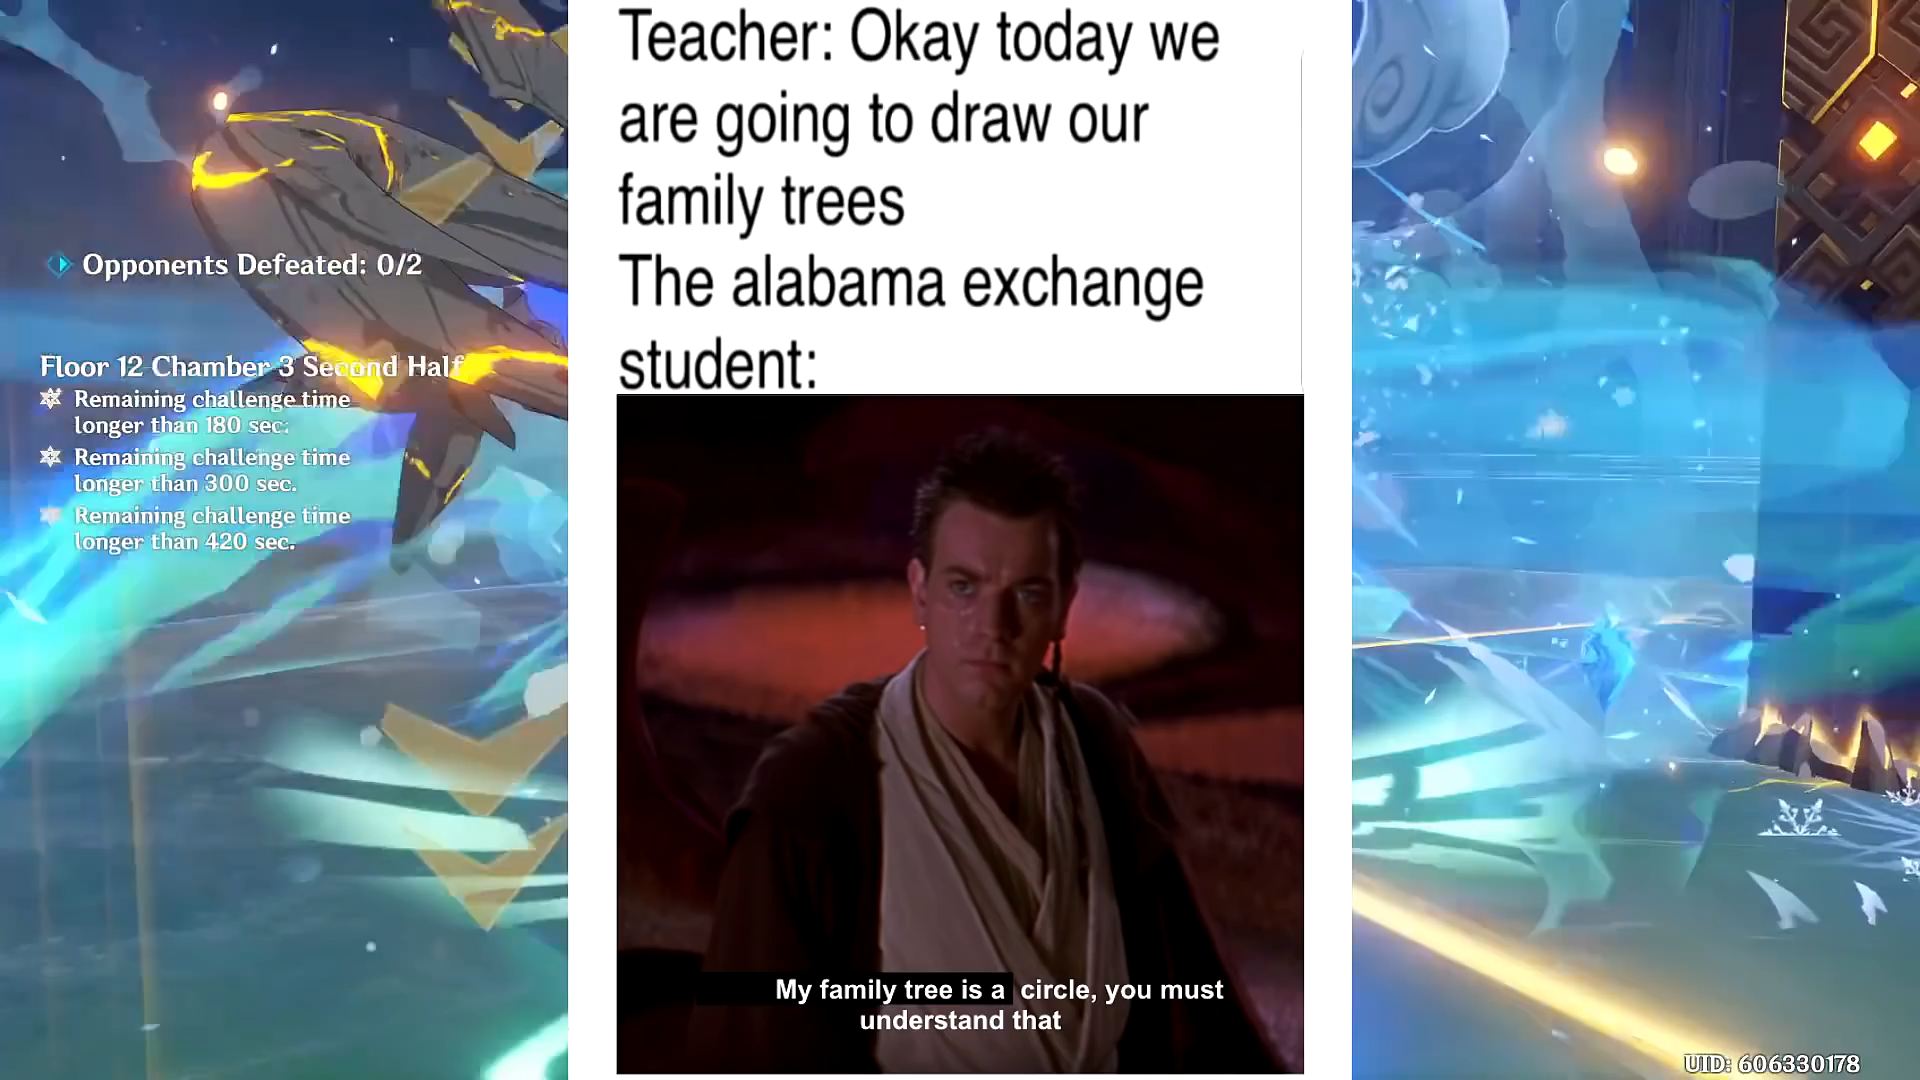 Teacher: Okay today we
are going to draw our
family trees
The alabama exchange
student:
My family tree is a circle, you must
understand that
Opponents Defeated: 0/2
Floor 12 Chamber 3 Second Half
Remaining challenge time
longer than 180 sec.
Remaining challenge time
longer than 300 sec.
Remaining challenge time
longer than 420 sec.
UID: 606330178